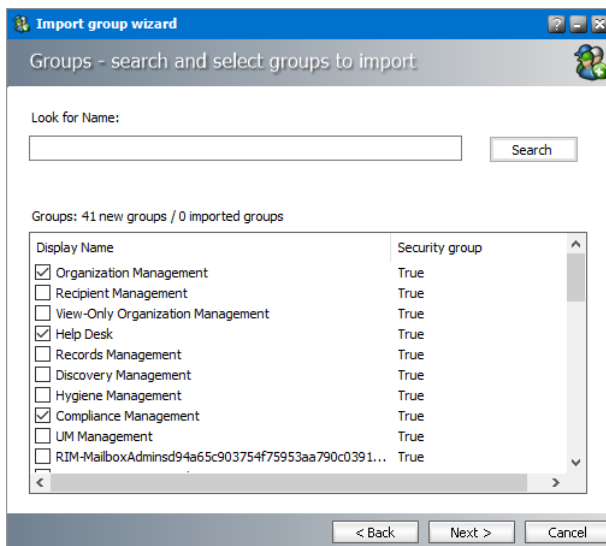 Import group wizard
Groups - search and select groups to import
Look for Name:
Search
Groups: 41 new groups / 0 imported groups
Display Name Security group
Organization Management True
Recipient Management True
View-Only Organization Management True
Help Desk True
Records Management True
Discovery Management True
Hygiene Management True
Compliance Management True
UM Management True
RIM-MailboxAdminsd94a65c903754f75953aa790c0391... True
< Back Next > Cancel